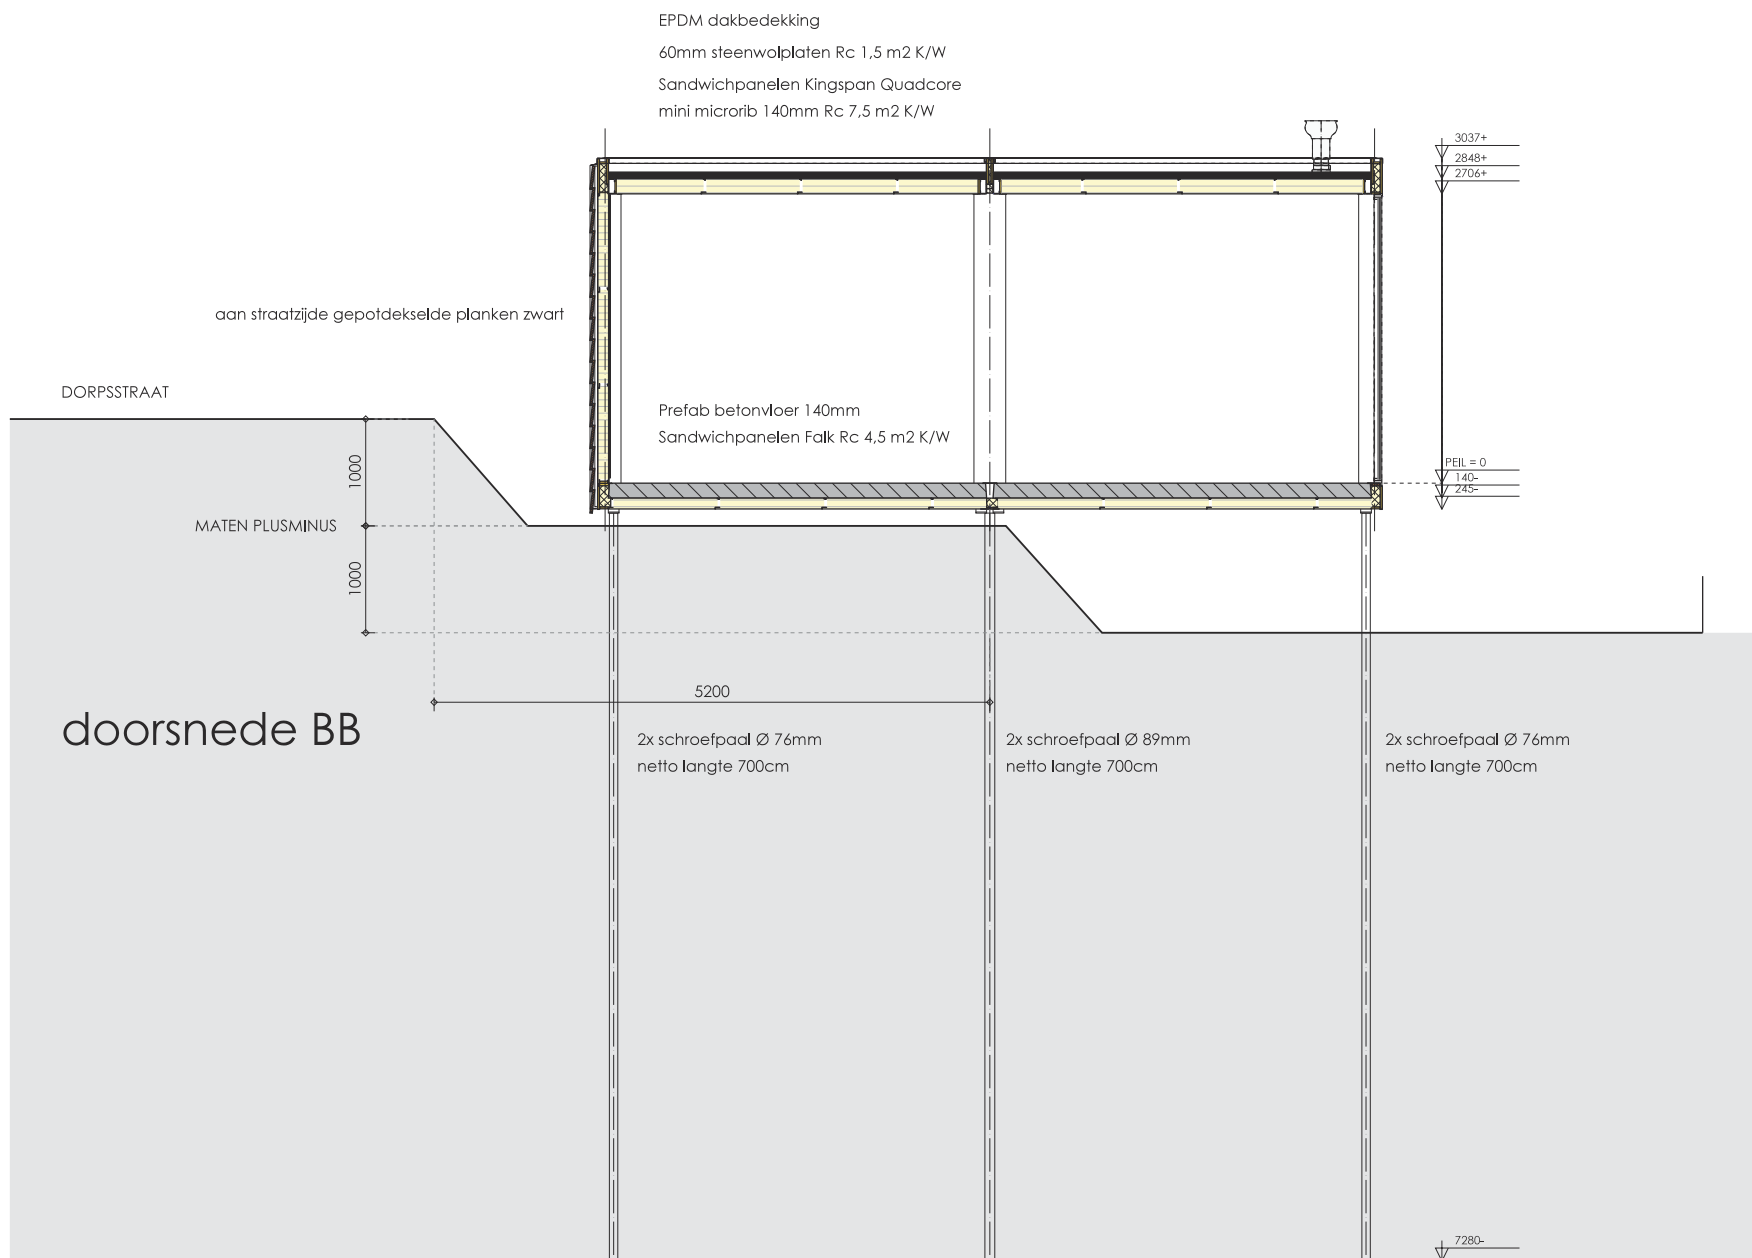 EPDM dakbedekking
60mm steenwolplaten Rc 1,5 m2 K/W
Sandwichpanelen Kingspan Quadcore
mini microrib 140mm Rc 7,5 m2 K/W
3037+
2848+
2706+
aan straatzijde gepotdekselde planken zwart
DORPSSTRAAT
Prefab betonvloer 140mm
Sandwichpanelen Falk Rc 4,5 m2 K/W
1000
PEIL = 0
140-
245-
MATEN PLUSMINUS
1000
5200
doorsnede BB
2x schroefpaal Ø 76mm
netto langte 700cm
2x schroefpaal Ø 89mm
netto langte 700cm
2x schroefpaal Ø 76mm
netto langte 700cm
7280-